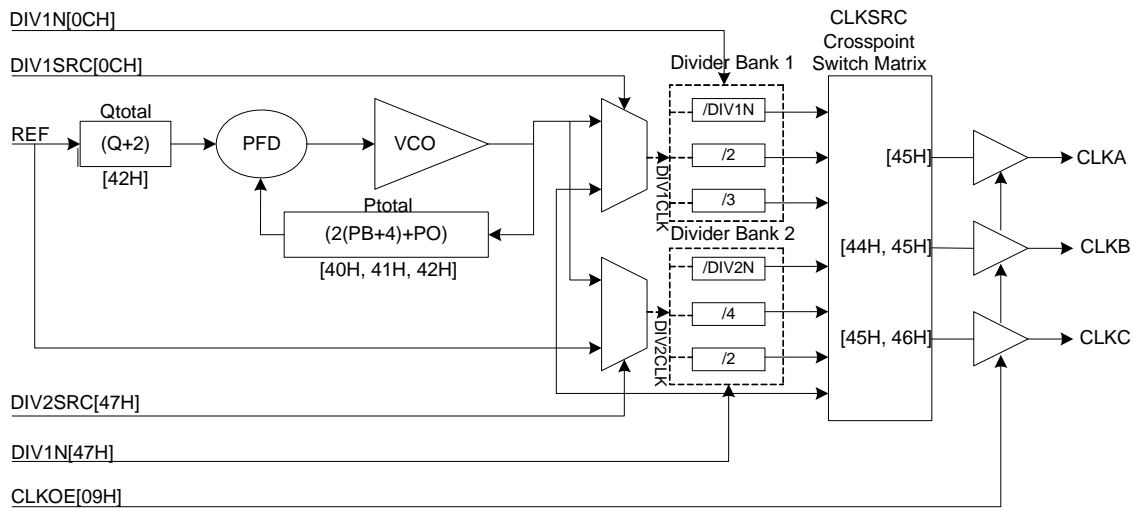 DIV1N[0CH]
CLKSRC
Crosspoint
Switch Matrix
DIV1SRC[0CH]
Divider Bank 1
Qtotal
/DIV1N
REF
(Q+2)
PFD
VCO
/2
[45H]
CLKA
[42H]
DIV1CLK
/3
Ptotal
(2(PB+4)+PO)
Divider Bank 2
[44H, 45H]
CLKB
[40H, 41H, 42H]
/DIV2N
/4
DIV2CLK
[45H, 46H]
CLKC
/2
DIV2SRC[47H]
DIV1N[47H]
CLKOE[09H]